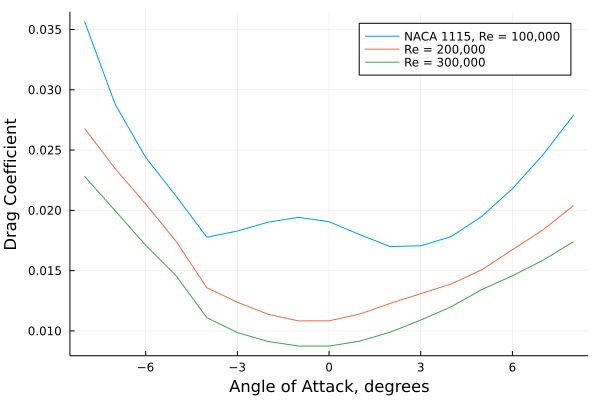 0.035
0.030
0.025
0.020
0.015
0.010
Drag Coefficient
NACA 1115, Re = 100,000
Re = 200,000
Re = 300,000
−6 −3 0 3 6
Angle of Attack, degrees